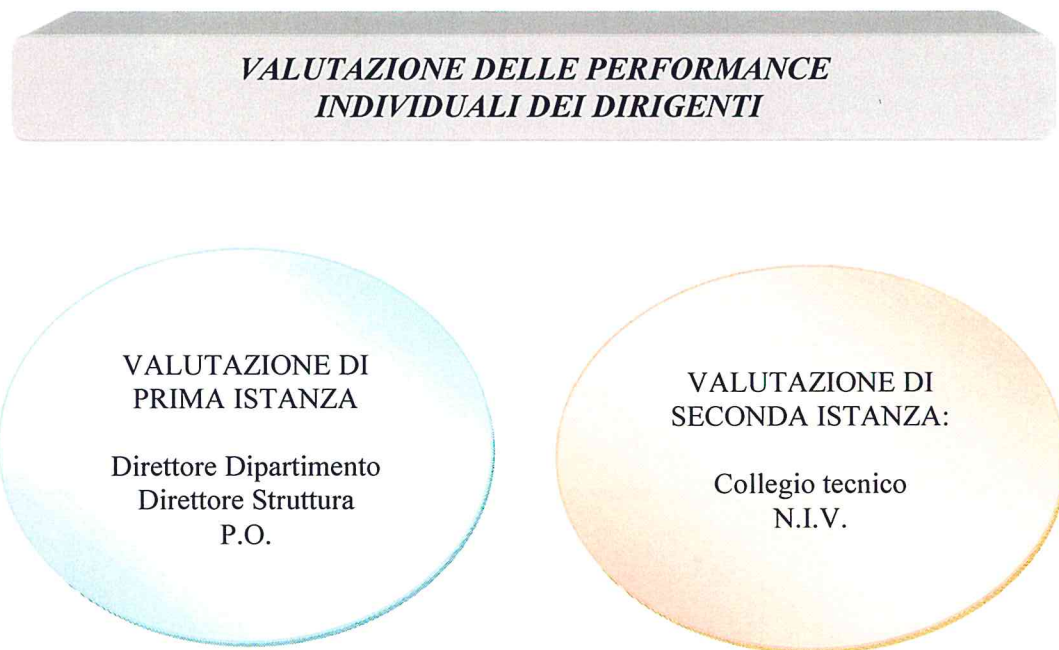 VALUTAZIONE DELLE PERFORMANCE
INDIVIDUALI DEI DIRIGENTI
VALUTAZIONE DI
PRIMA ISTANZA
Direttore Dipartimento
Direttore Struttura
P.O.
VALUTAZIONE DI
SECONDA ISTANZA:
Collegio tecnico
N.I.V.